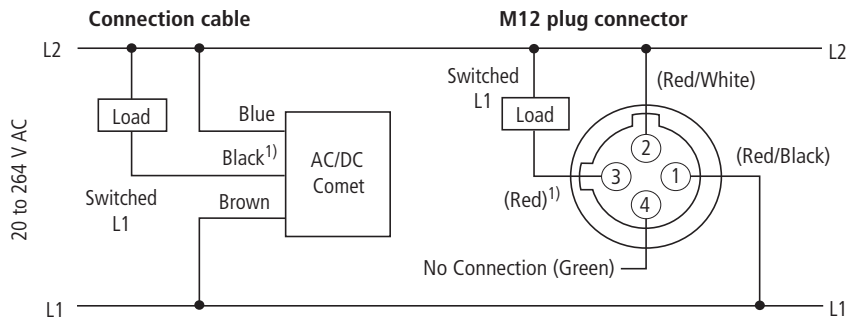 Connection cable
M12 plug connector
L2
L2
Switched
L1
(Red/White)
Load
Load
Blue
(Red/Black)
20 to 264 V AC
Black1)
AC/DC
Comet
2
3
1
4
Switched
L1
Brown
(Red)1)
No Connection (Green)
L1
L1